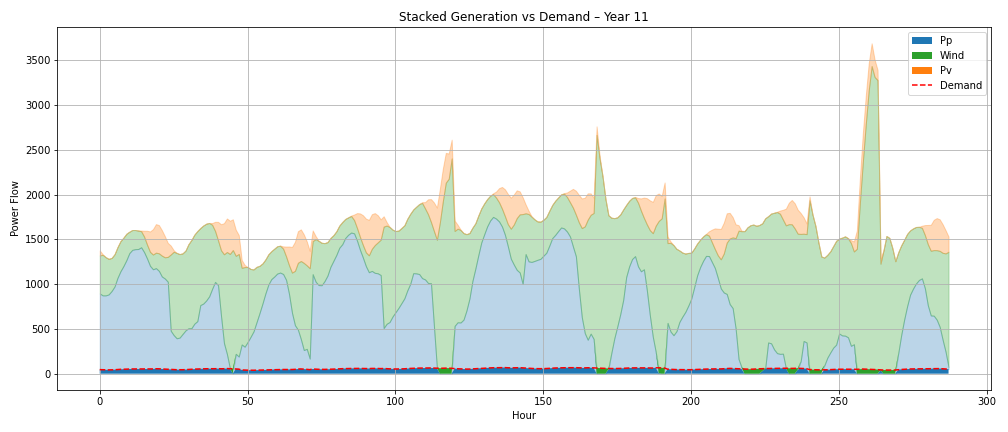 Stacked Generation vs Demand – Year 11
Pp
Wind
Pv
Demand
Power Flow
3500
3000
2500
2000
1500
1000
500
0
0 50 100 150 200 250 300
Hour